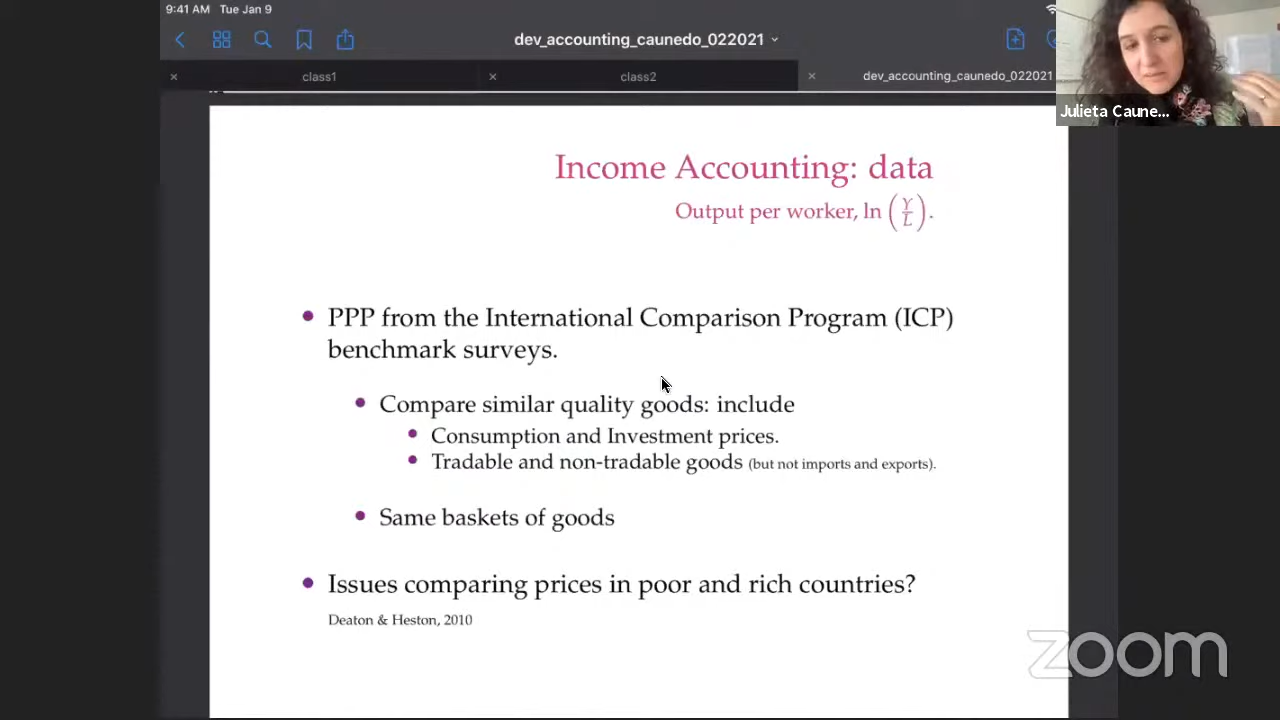 9:41 AM Tue Jan 9
dev_accounting_caunedo_022021
class1
class2
dev_accounting_caunedo_022021
Julieta Caune...
Income Accounting: data
Output per worker, ln (Y/L).
PPP from the International Comparison Program (ICP)
benchmark surveys.
Compare similar quality goods: include
Consumption and Investment prices.
Tradable and non-tradable goods (but not imports and exports).
Same baskets of goods
Issues comparing prices in poor and rich countries?
Deaton & Heston, 2010
zoom